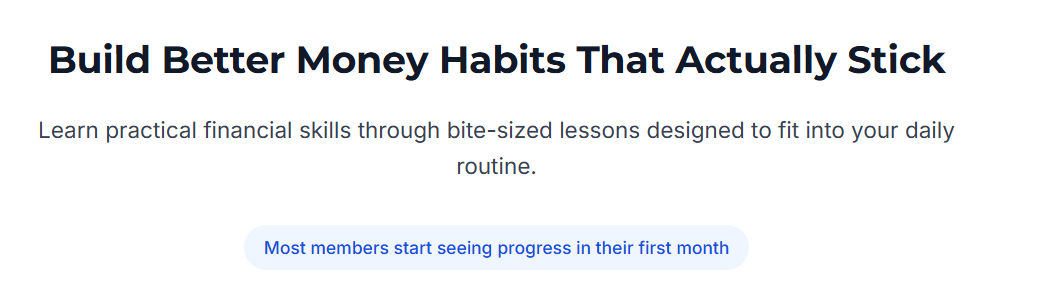 Build Better Money Habits That Actually Stick
Learn practical financial skills through bite-sized lessons designed to fit into your daily
routine.
Most members start seeing progress in their first month